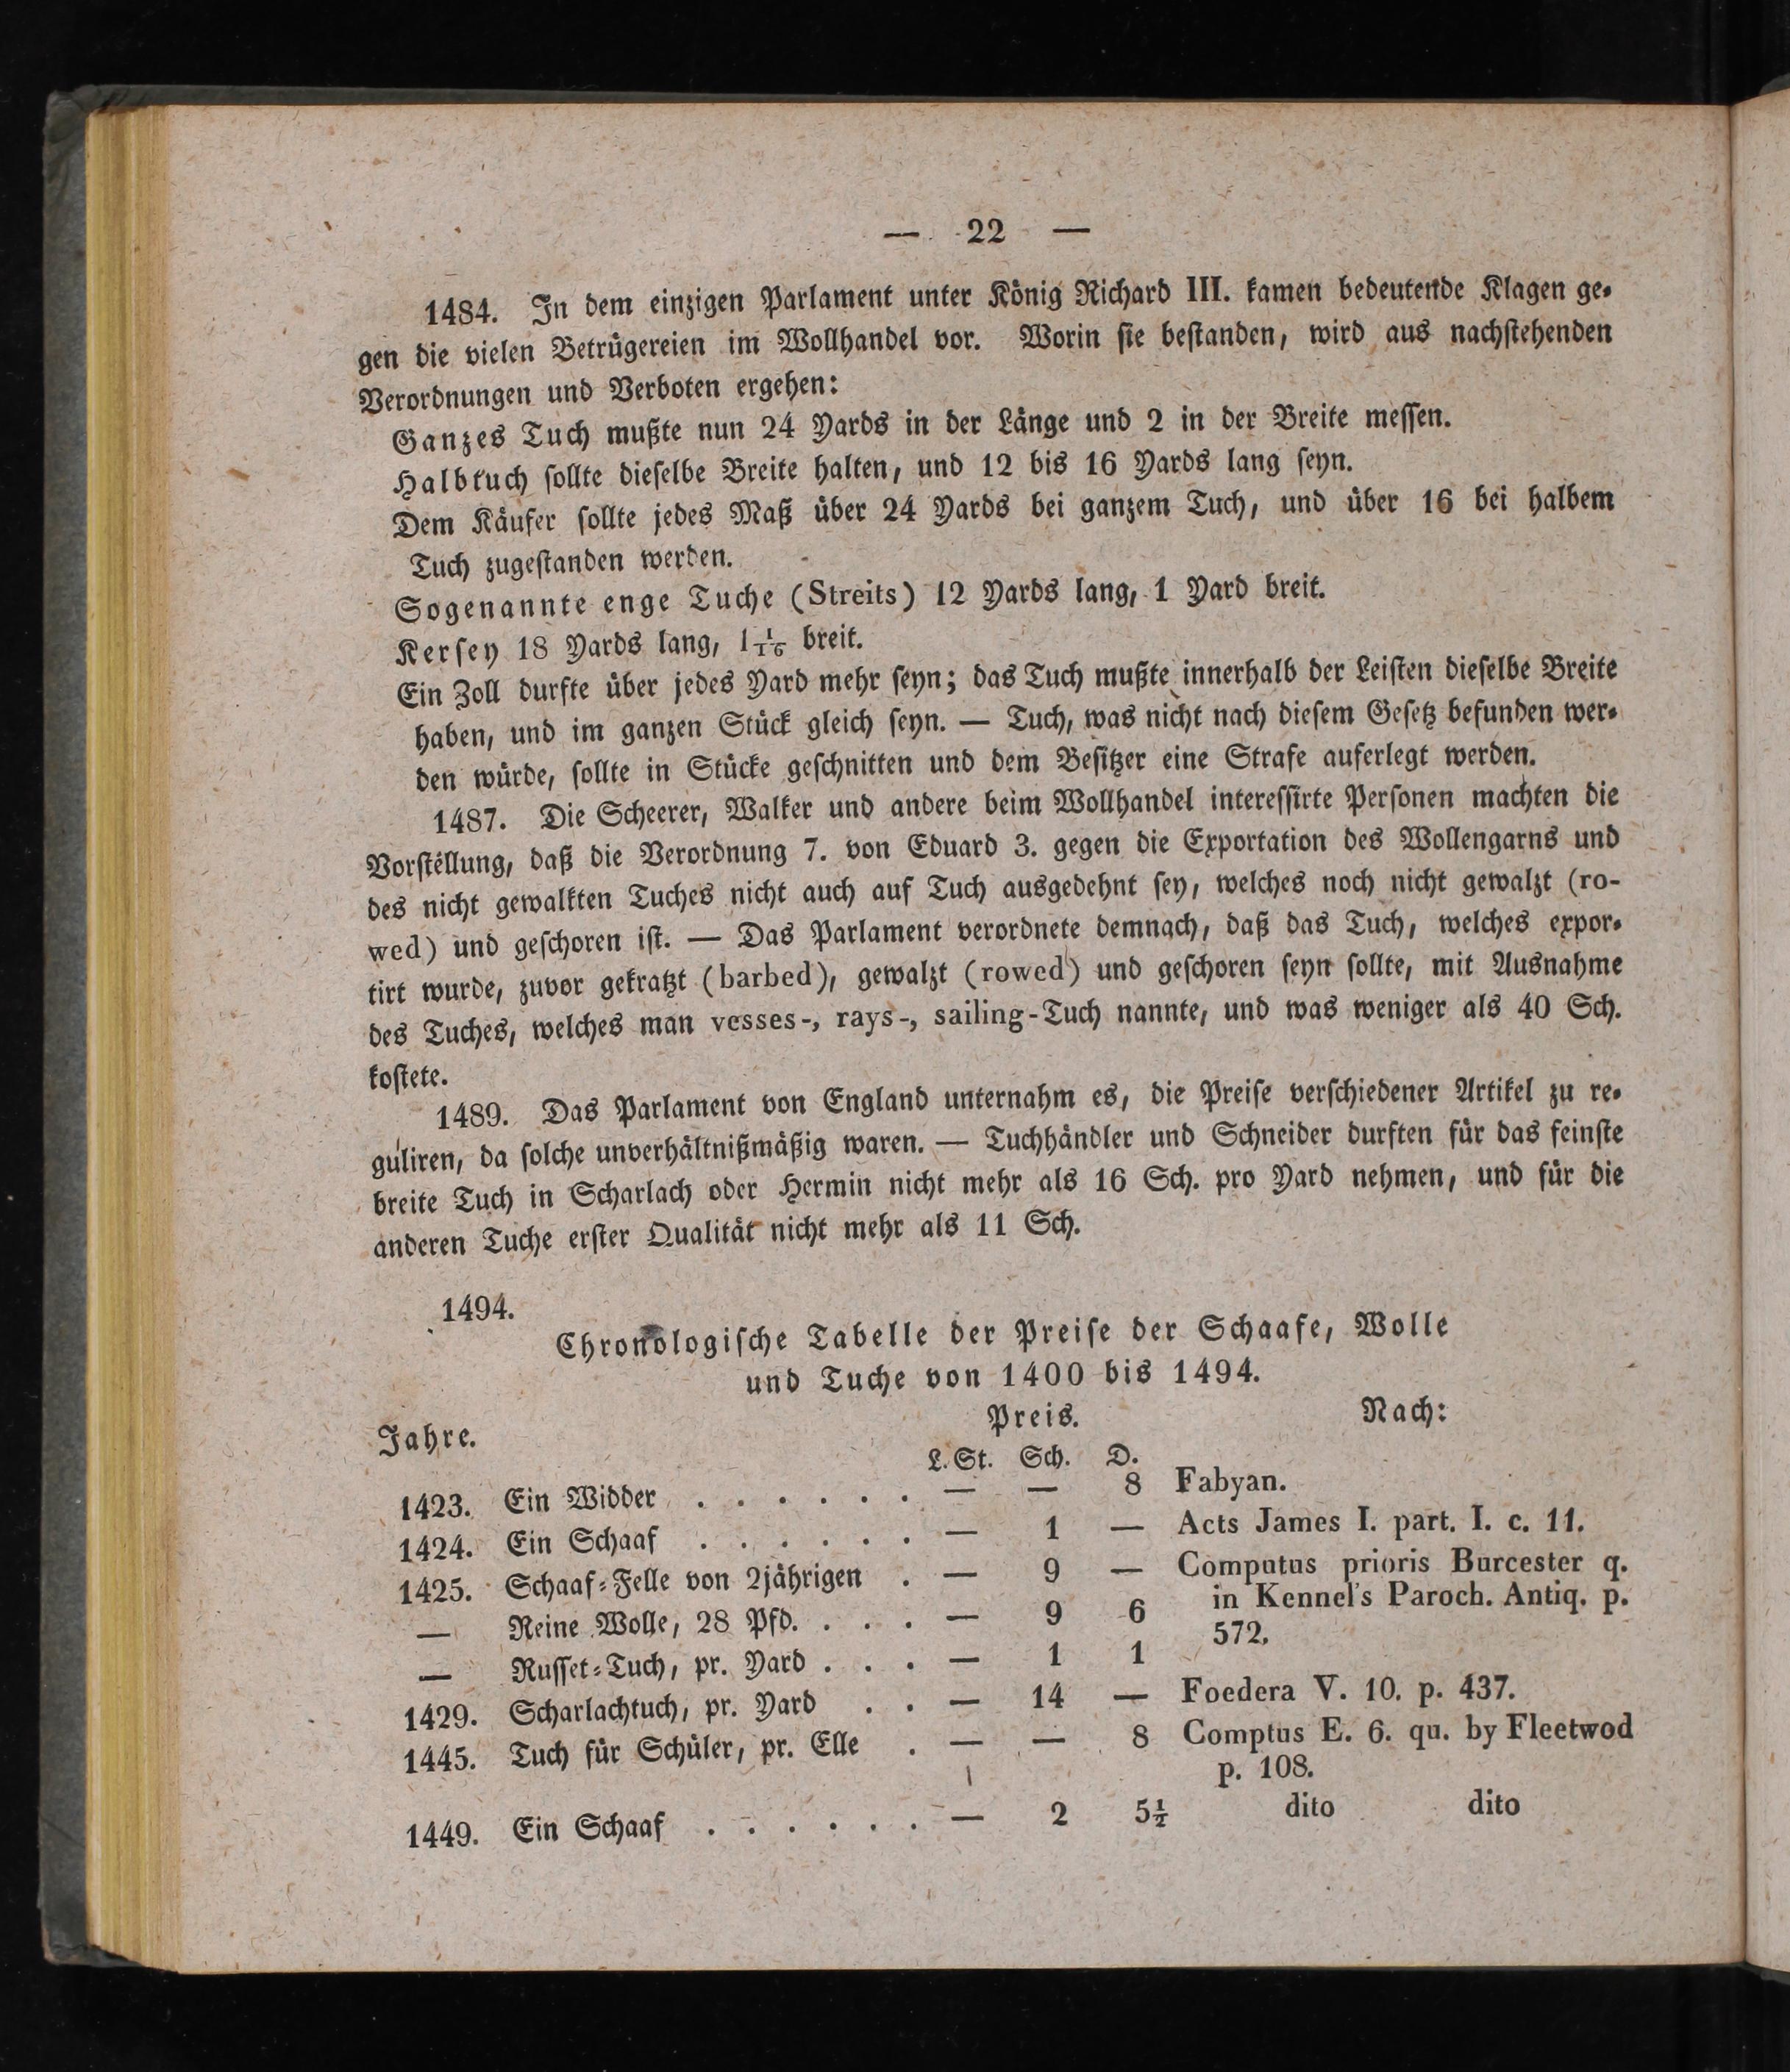 — 22 —
1484. In dem einzigen Parlament unter König Richard III. kamen bedeutende Klagen ge-
gen die vielen Betrügereien im Wollhandel vor. Worin sie bestanden, wird aus nachstehenden
Verordnungen und Verboten ergehen:
Ganzes Tuch mußte nun 24 Yards in der Länge und 2 in der Breite messen.
Halbtuch sollte dieselbe Breite halten, und 12 bis 16 Yards lang seyn.
Dem Käufer sollte jedes Maß über 24 Yards bei ganzem Tuch, und über 16 bei halbem
Tuch zugestanden werden.
Sogenannte enge Tuche (Streits) 12 Yards lang, 1 Yard breit.
Kersey 18 Yards lang, 1 1/16 breit.
Ein Zoll durfte über jedes Yard mehr seyn; das Tuch mußte innerhalb der Leisten dieselbe Breite
haben, und im ganzen Stück gleich seyn. — Tuch, was nicht nach diesem Gesetz befunden wer-
den würde, sollte in Stücke geschnitten und dem Besitzer eine Strafe auferlegt werden.
1487. Die Scheerer, Walker und andere beim Wollhandel interessirte Personen machten die
Vorstellung, daß die Verordnung 7. von Eduard 3. gegen die Exportation des Wollengarns und
des nicht gewalkten Tuches nicht auch auf Tuch ausgedehnt sey, welches noch nicht gewalzt (ro-
wed) und geschoren ist. — Das Parlament verordnete demnach, daß das Tuch, welches expor-
tirt wurde, zuvor gekratzt (barbed), gewalzt (rowed) und geschoren seyn sollte, mit Ausnahme
des Tuches, welches man vesses-, rays-, sailing-Tuch nannte, und was weniger als 40 Sch.
kostete.
1489. Das Parlament von England unternahm es, die Preise verschiedener Artikel zu re-
guliren, da solche unverhältnißmäßig waren. — Tuchhändler und Schneider durften für das feinste
breite Tuch in Scharlach oder Hermin nicht mehr als 16 Sch. pro Yard nehmen, und für die
anderen Tuche erster Qualität nicht mehr als 11 Sch.
1494.
Chronologische Tabelle der Preise der Schaafe, Wolle
und Tuche von 1400 bis 1494.
Jahre. Preis. Nach:
L. St. Sch. D.
1423. Ein Widder . . . . . . — — 8 Fabyan.
1424. Ein Schaaf . . . . . . — 1 — Acts James I. part. I. c. 11.
1425. Schaaf-Felle von 2jährigen . — 9 — Computus prioris Burcester q.
— Reine Wolle, 28 Pfd. . . . — 9 6 in Kennel's Paroch. Antiq. p.
— Russet-Tuch, pr. Yard . . . — 1 1 572.
1429. Scharlachtuch, pr. Yard . . — 14 — Foedera V. 10. p. 437.
1445. Tuch für Schüler, pr. Elle . — — 8 Comptus E. 6. qu. by Fleetwod
p. 108.
1449. Ein Schaaf . . . . . . — 2 5½ dito dito